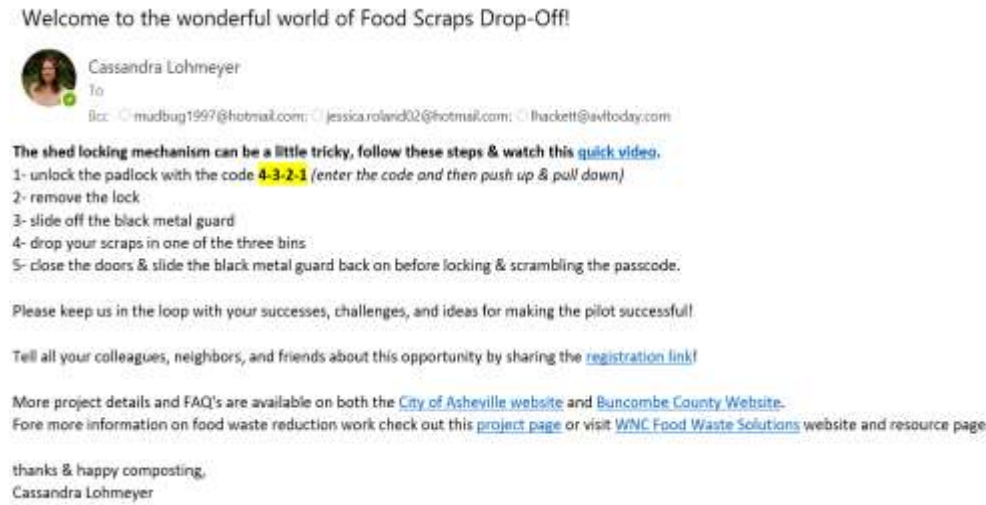 Welcome to the wonderful world of Food Scraps Drop-Off!
Cassandra Lohmeyer
To
Bcc mudbug1997@hotmail.com; jessica.roland02@hotmail.com; lhackett@avltoday.com
The shed locking mechanism can be a little tricky, follow these steps & watch this quick video.
1- unlock the padlock with the code 4-3-2-1 (enter the code and then push up & pull down)
2- remove the lock
3- slide off the black metal guard
4- drop your scraps in one of the three bins
5- close the doors & slide the black metal guard back on before locking & scrambling the passcode.
Please keep us in the loop with your successes, challenges, and ideas for making the pilot successful!
Tell all your colleagues, neighbors, and friends about this opportunity by sharing the registration link!
More project details and FAQ's are available on both the City of Asheville website and Buncombe County Website.
Fore more information on food waste reduction work check out this project page or visit WNC Food Waste Solutions website and resource page
thanks & happy composting,
Cassandra Lohmeyer